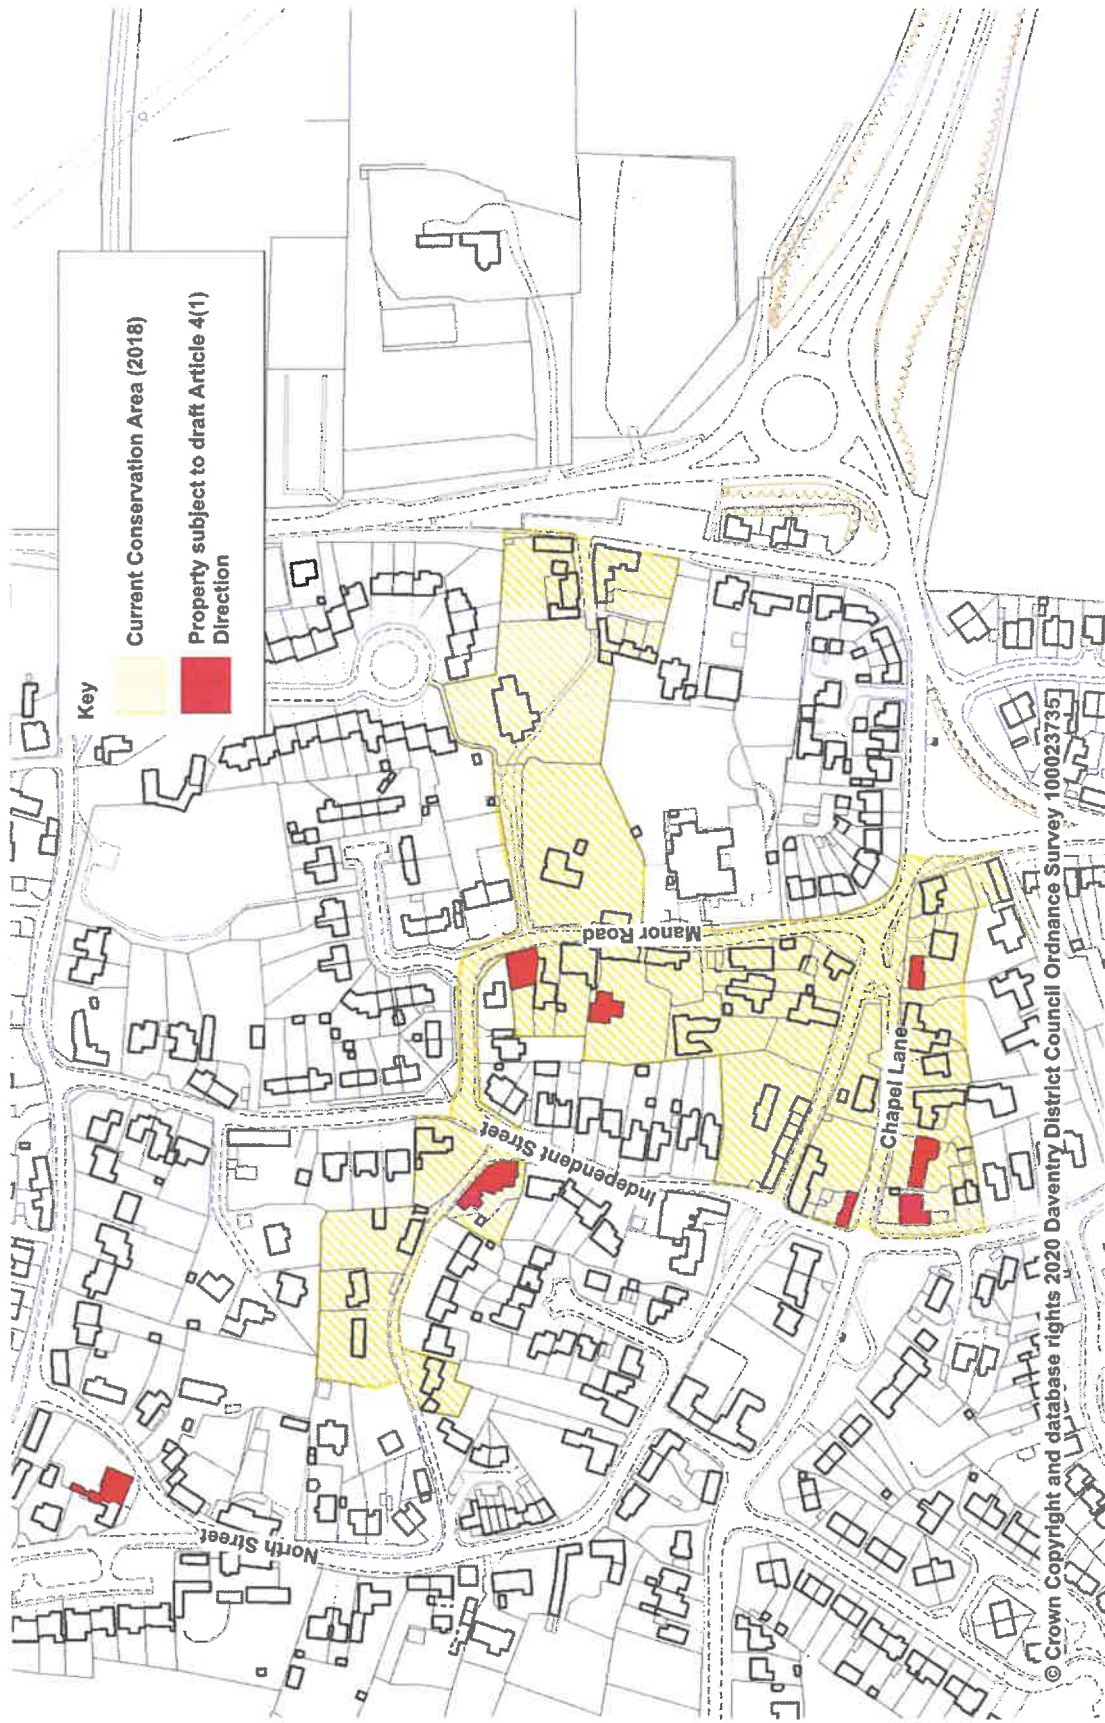 Key
Current Conservation Area (2018)
Property subject to draft Article 4(1)
Direction
North Street
Independent Street
Manor Road
Chapel Lane
© Crown Copyright and database rights 2020 Daventry District Council Ordnance Survey 100023735